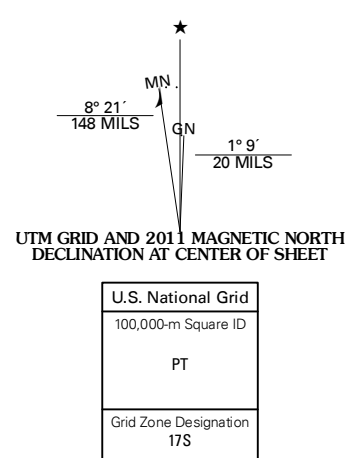 MN
8° 21´
148 MILS
GN
1° 9´
20 MILS
UTM GRID AND 2011 MAGNETIC NORTH
DECLINATION AT CENTER OF SHEET
U.S. National Grid
100,000-m Square ID
PT
Grid Zone Designation
17S